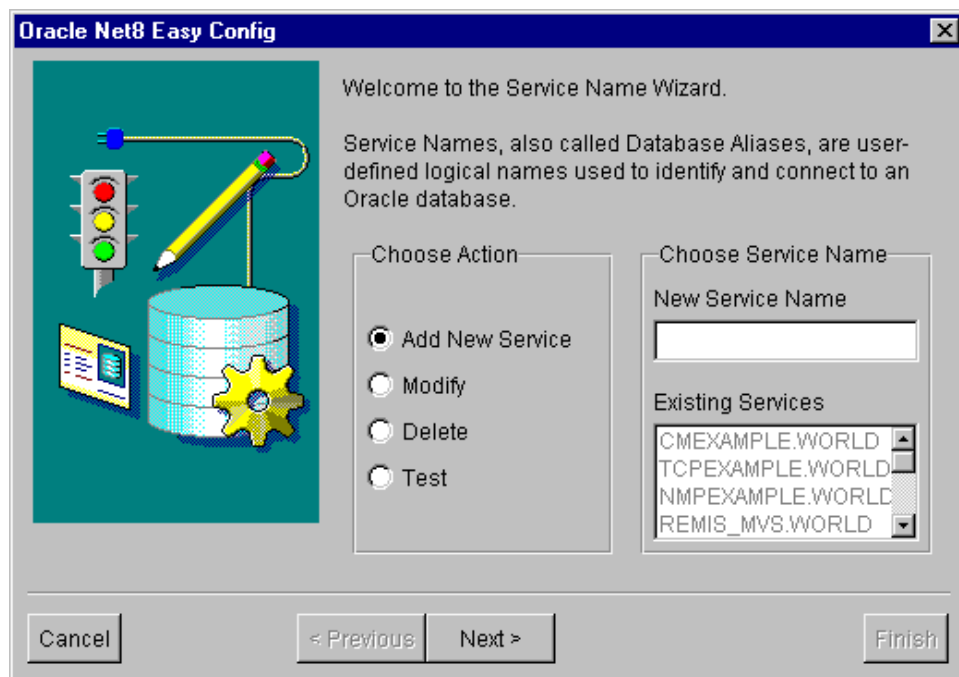 Oracle Net8 Easy Config
Welcome to the Service Name Wizard.
Service Names, also called Database Aliases, are user-
defined logical names used to identify and connect to an
Oracle database.
Choose Action
Add New Service
Modify
Delete
Test
Choose Service Name
New Service Name
Existing Services
CMEXAMPLE.WORLD
TCPEXAMPLE.WORLD
NMPEXAMPLE.WORLD
REMIS_MVS.WORLD
Cancel
< Previous
Next >
Finish